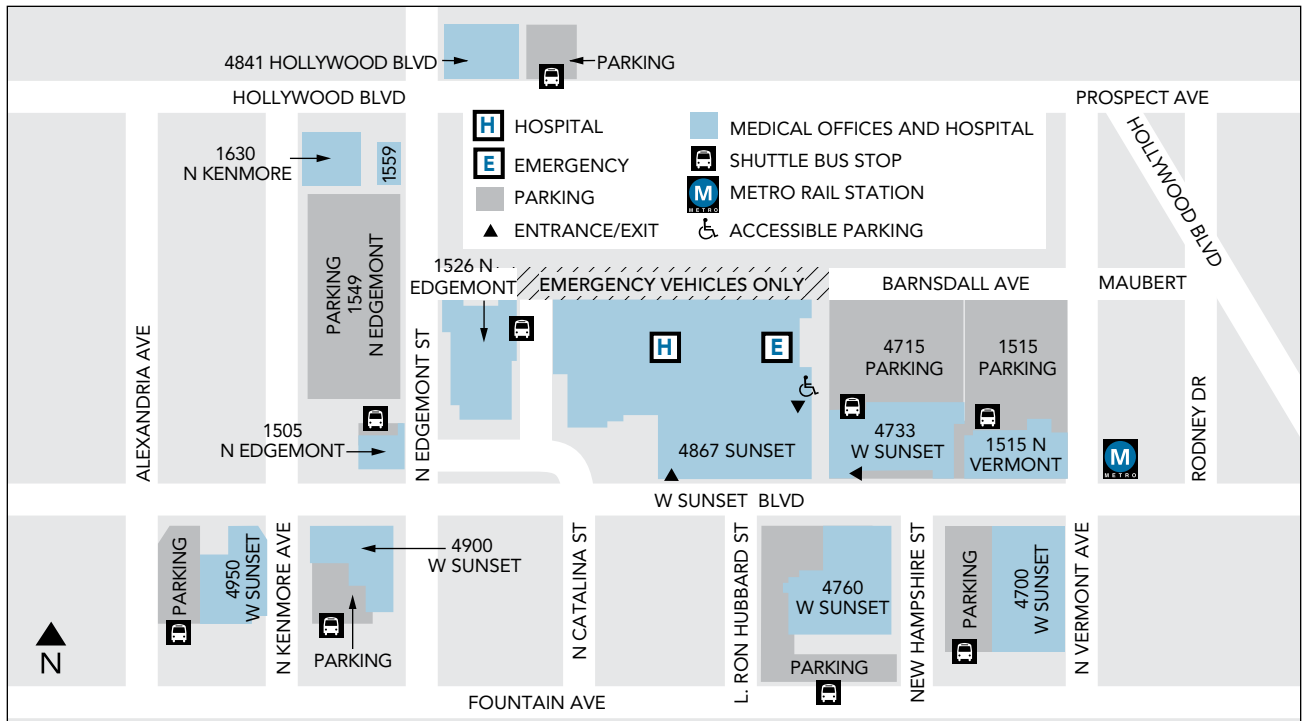 4841 HOLLYWOOD BLVD
PARKING
HOLLYWOOD BLVD
PROSPECT AVE
HOLLYWOOD BLVD
H HOSPITAL
E EMERGENCY
PARKING
ENTRANCE/EXIT
MEDICAL OFFICES AND HOSPITAL
SHUTTLE BUS STOP
M METRO
METRO RAIL STATION
ACCESSIBLE PARKING
1630
N KENMORE
1559
PARKING
1549
N EDGEMONT
1526 N
EDGEMONT
EMERGENCY VEHICLES ONLY
BARNSDALL AVE
MAUBERT
ALEXANDRIA AVE
N EDGEMONT ST
H
E
4715
PARKING
1515
PARKING
RODNEY DR
1505
N EDGEMONT
4867 SUNSET
4733
W SUNSET
1515 N
VERMONT
M
METRO
W SUNSET BLVD
PARKING
4950
W SUNSET
N KENMORE AVE
4900
W SUNSET
PARKING
N CATALINA ST
L. RON HUBBARD ST
4760
W SUNSET
PARKING
NEW HAMPSHIRE ST
PARKING
4700
W SUNSET
N VERMONT AVE
N
FOUNTAIN AVE